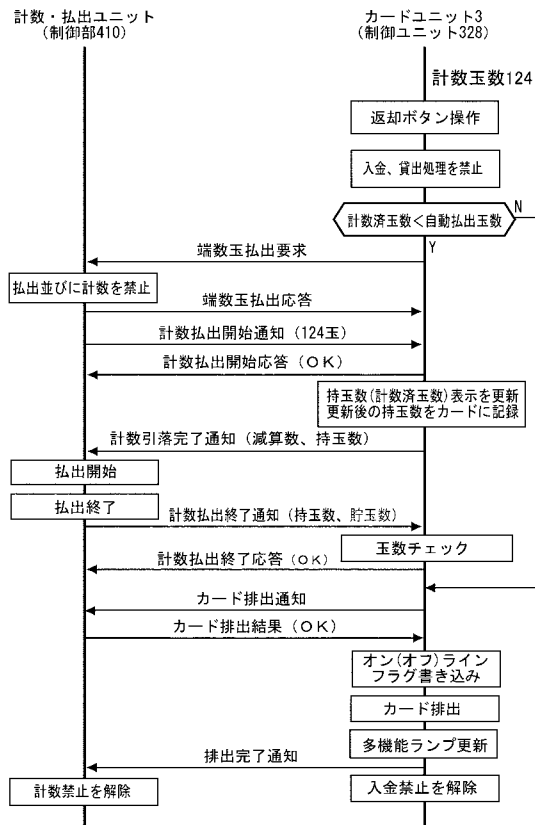 計数・払出ユニット
(制御部410)
カードユニット3
(制御ユニット328)
計数玉数124
返却ボタン操作
入金、貸出処理を禁止
計数済玉数<自動払出玉数
N
Y
端数玉払出要求
払出並びに計数を禁止
端数玉払出応答
計数払出開始通知(124玉)
計数払出開始応答(OK)
持玉数(計数済玉数)表示を更新
更新後の持玉数をカードに記録
計数引落完了通知(減算数、持玉数)
払出開始
払出終了
計数払出終了通知(持玉数、貯玉数)
玉数チェック
計数払出終了応答(OK)
カード排出通知
カード排出結果(OK)
オン(オフ)ライン
フラグ書き込み
カード排出
多機能ランプ更新
排出完了通知
計数禁止を解除
入金禁止を解除